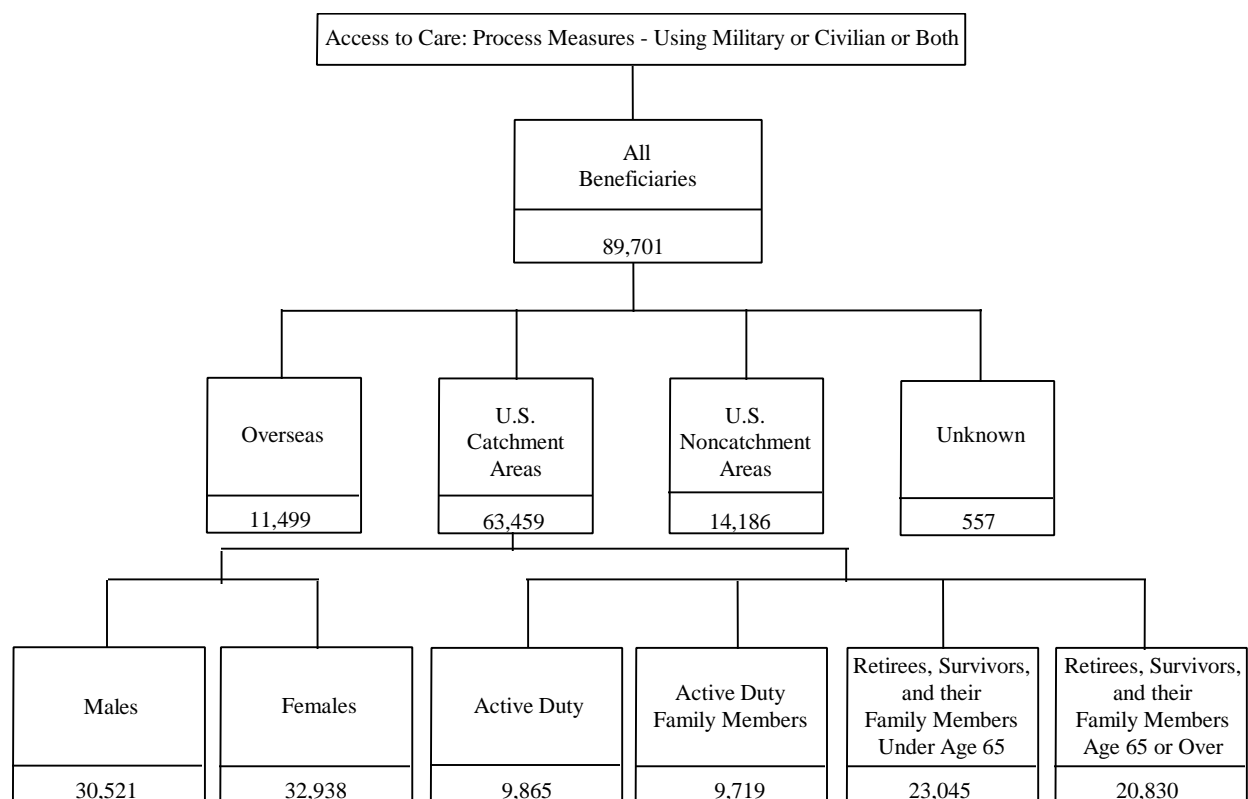 Access to Care: Process Measures - Using Military or Civilian or Both
All
Beneficiaries
89,701
Overseas
11,499
U.S.
Catchment
Areas
63,459
U.S.
Noncatchment
Areas
14,186
Unknown
557
Males
30,521
Females
32,938
Active Duty
9,865
Active Duty
Family Members
9,719
Retirees, Survivors,
and their
Family Members
Under Age 65
23,045
Retirees, Survivors,
and their
Family Members
Age 65 or Over
20,830